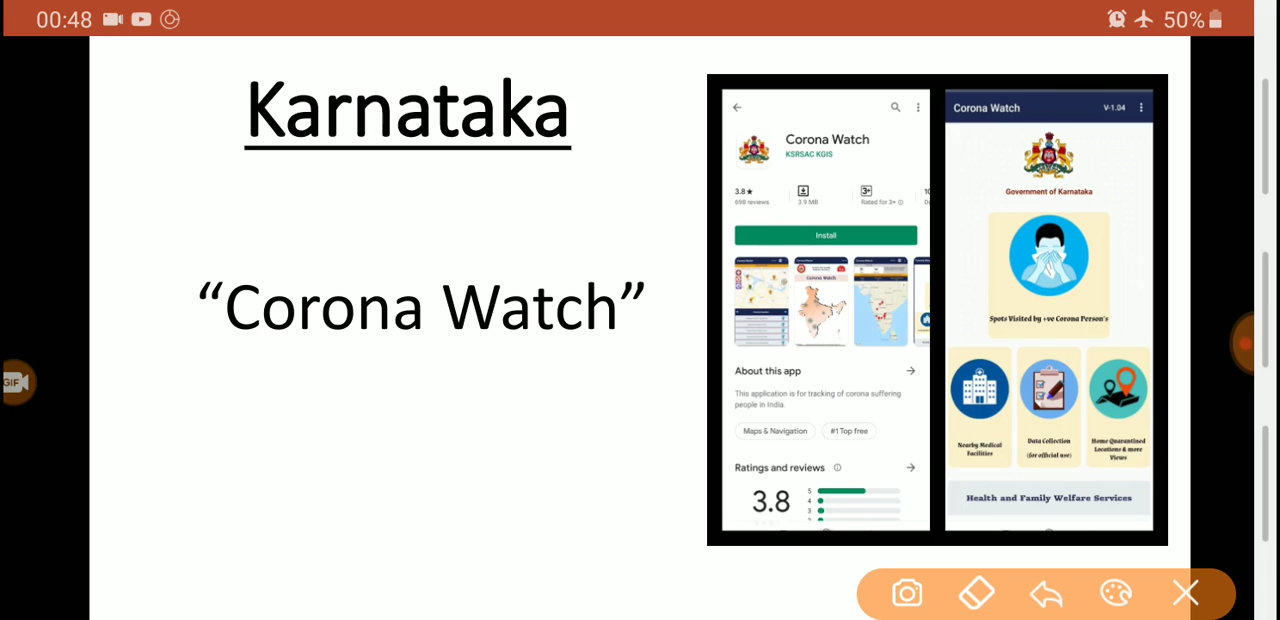 00:48
50%
Karnataka
“Corona Watch”
Corona Watch
KSRSAC KGIS
3.8★
698 reviews
3.9 MB
3+
Rated for 3+
Install
About this app
This application is for tracking of corona suffering
people in India.
Maps & Navigation
#1 Top free
Ratings and reviews
3.8
5
4
3
Corona Watch
V-1.04
Government of Karnataka
Spots Visited by +ve Corona Person's
Nearby Medical
Facilities
Data Collection
(for official use)
Home Quarantined
Locations & more
Views
Health and Family Welfare Services
GIF